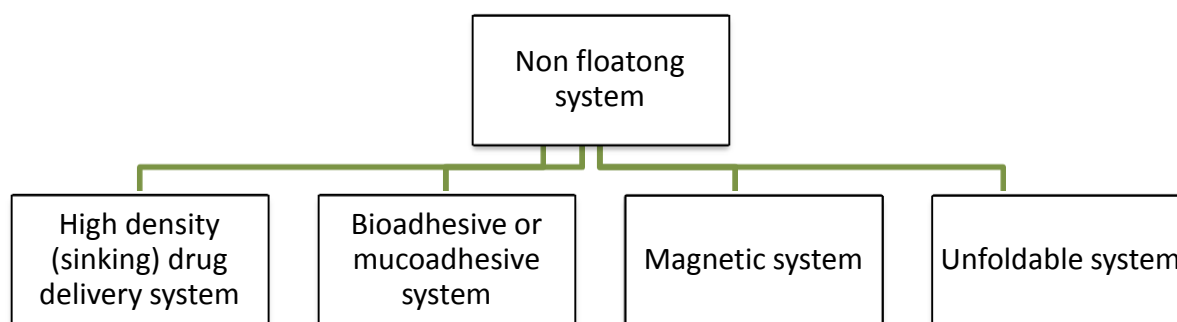 Non floatong
system
High density
(sinking) drug
delivery system
Bioadhesive or
mucoadhesive
system
Magnetic system
Unfoldable system